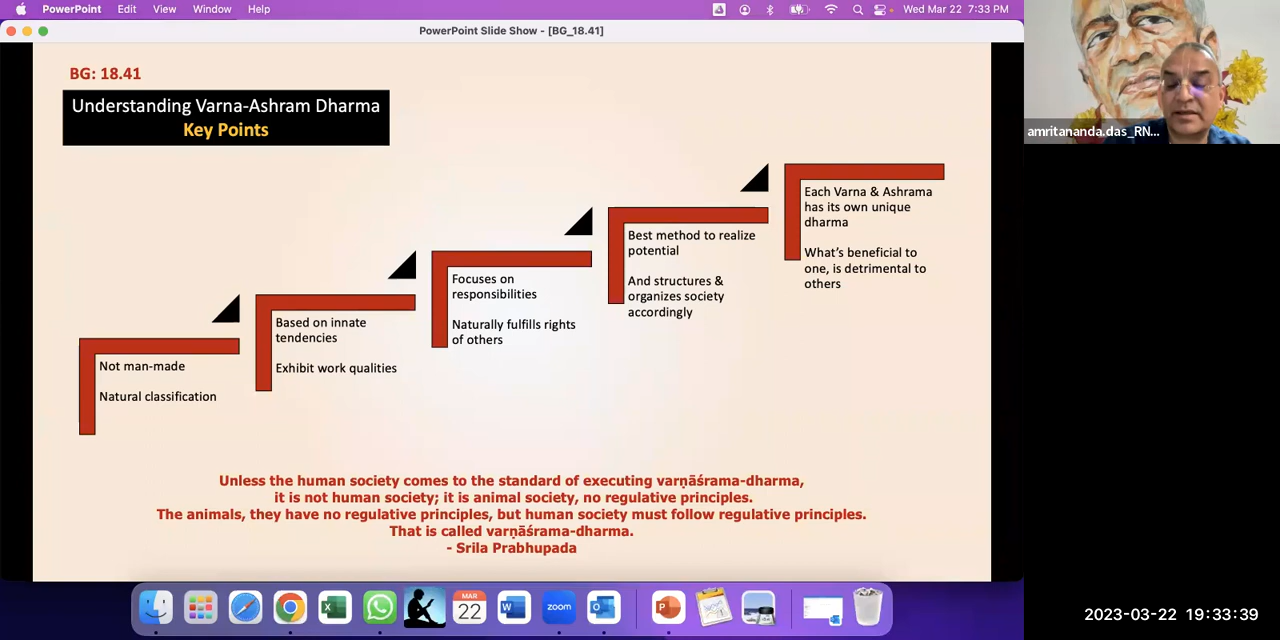 PowerPoint Edit View Window Help
Wed Mar 22 7:33 PM
PowerPoint Slide Show - [BG_18.41]
BG: 18.41
Understanding Varna-Ashram Dharma
Key Points
Not man-made
Natural classification
Based on innate
tendencies
Exhibit work qualities
Focuses on
responsibilities
Naturally fulfills rights
of others
Best method to realize
potential
And structures &
organizes society
accordingly
Each Varna & Ashrama
has its own unique
dharma
What's beneficial to
one, is detrimental to
others
Unless the human society comes to the standard of executing varṇāśrama-dharma,
it is not human society; it is animal society, no regulative principles.
The animals, they have no regulative principles, but human society must follow regulative principles.
That is called varṇāśrama-dharma.
- Srila Prabhupada
amritananda.das_RN...
MAR
22
zoom
2023-03-22 19:33:39